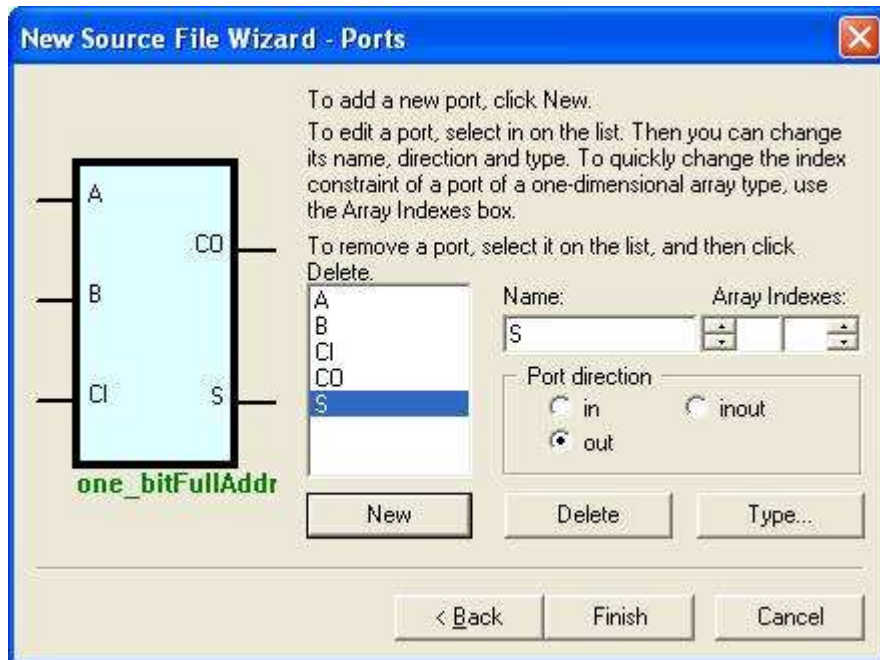 New Source File Wizard - Ports
To add a new port, click New.
To edit a port, select in on the list. Then you can change
its name, direction and type. To quickly change the index
constraint of a port of a one-dimensional array type, use
the Array Indexes box.
To remove a port, select it on the list, and then click
Delete.
A
B
CI
CO
S
one_bitFullAddr
A
B
CI
CO
S
Name:
Array Indexes:
S
Port direction
in
inout
out
New
Delete
Type...
< Back
Finish
Cancel